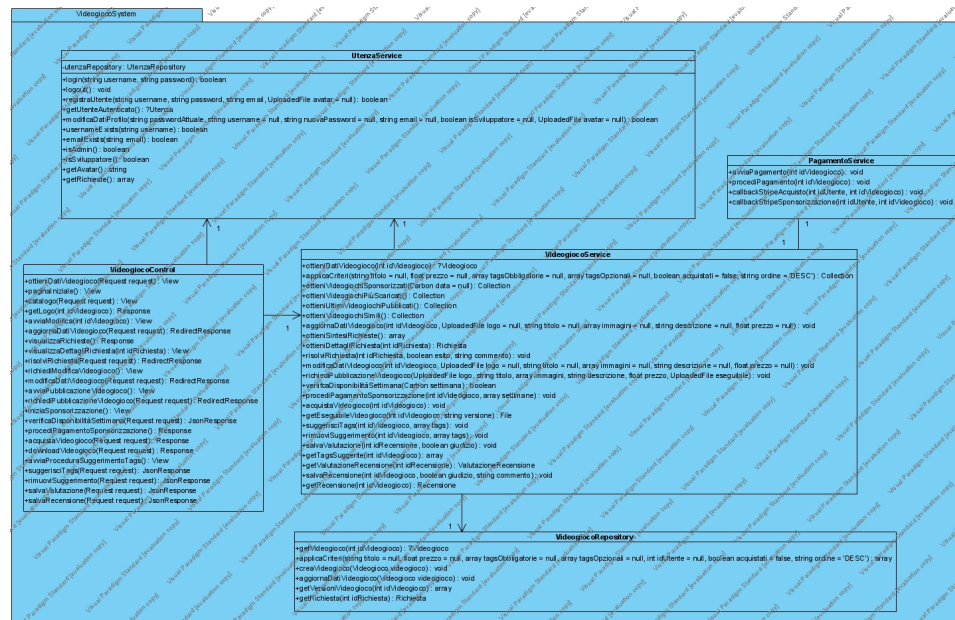 VideogiocoSystem
UtenzaService
-utenzaRepository : UtenzaRepository
+login(string username, string password) : boolean
+logout() : void
+registraUtente(string username, string password, string email, UploadedFile avatar = null) : boolean
+getUtenteAutenticato() : ?Utenza
+modificaDatiProfilo(string passwordAttuale, string username = null, string nuovaPassword = null, string email = null, boolean isSviluppatore = null, UploadedFile avatar = null) : boolean
+usernameExists(string username) : boolean
+emailExists(string email) : boolean
+isAdmin() : boolean
+isSviluppatore() : boolean
+getAvatar() : string
+getRichieste() : array
PagamentoService
+avviaPagamento(int idVideogioco) : void
+procediPagamento(int idVideogioco) : void
+callbackStripeAcquisto(int idUtente, int idVideogioco) : void
+callbackStripeSponsorizzazione(int idUtente, int idVideogioco) : void
1
1
1
1
VideogiocoControl
+ottieniDatiVideogioco(Request request) : View
+paginaIniziale() : View
+catalogo(Request request) : View
+getLogo(int idVideogioco) : Response
+avviaModifica(int idVideogioco) : View
+aggiornaDatiVideogioco(Request request) : RedirectResponse
+visualizzaRichieste() : Response
+visualizzaDettagliRichiesta(int idRichiesta) : View
+risolviRichiesta(Request request) : RedirectResponse
+richiediModificaVideogioco() : View
+modificaDatiVideogioco(Request request) : RedirectResponse
+avviaPubblicazioneVideogioco() : View
+richiediPubblicazioneVideogioco(Request request) : RedirectResponse
+iniziaSponsorizzazione() : View
+verificaDisponibilitàSettimana(Request request) : JsonResponse
+procediPagamentoSponsorizzazione() : Response
+acquistaVideogioco(Request request) : Response
+downloadVideogioco(Request request) : Response
+avviaProceduraSuggerimentoTags() : View
+suggerisciTags(Request request) : JsonResponse
+rimuoviSuggerimento(Request request) : JsonResponse
+salvaValutazione(Request request) : JsonResponse
+salvaRecensione(Request request) : JsonResponse
1
VideogiocoService
+ottieniDatiVideogioco(int idVideogioco) : ?Videogioco
+applicaCriteri(string titolo = null, float prezzo = null, array tagsObbligatorie = null, array tagsOpzionali = null, boolean acquistati = false, string ordine = 'DESC') : Collection
+ottieniVideogiochiSponsorizzati(Carbon data = null) : Collection
+ottieniVideogiochiPiùScaricati() : Collection
+ottieniUltimiVideogiochiPubblicati() : Collection
+ottieniVideogiochiSimili() : Collection
+aggiornaDatiVideogioco(int idVideogioco, UploadedFile logo = null, string titolo = null, array immagini = null, string descrizione = null, float prezzo = null) : void
+ottieniSintesiRichieste() : array
+ottieniDettagliRichiesta(int idRichiesta) : Richiesta
+risolviRichiesta(int idRichiesta, boolean esito, string commento) : void
+modificaDatiVideogioco(int idVideogioco, UploadedFile logo = null, string titolo = null, array immagini = null, string descrizione = null, float prezzo = null) : void
+richiediPubblicazioneVideogioco(UploadedFile logo, string titolo, array immagini, string descrizione, float prezzo, UploadedFile eseguibile) : void
+verificaDisponibilitàSettimana(Carbon settimana) : boolean
+procediPagamentoSponsorizzazione(int idVideogioco, array settimane) : void
+acquistaVideogioco(int idVideogioco) : void
+getEseguibileVideogioco(int idVideogioco, string versione) : File
+suggerisciTags(int idVideogioco, array tags) : void
+rimuoviSuggerimento(int idVideogioco, array tags) : void
+salvaValutazione(int idRecensione, boolean giudizio) : void
+getTagsSuggerite(int idVideogioco) : array
+getValutazioneRecensione(int idRecensione) : ValutazioneRecensione
+salvaRecensione(int idVideogioco, boolean giudizio, string commento) : void
+getRecensione(int idVideogioco) : Recensione
1
VideogiocoRepository
+getVideogioco(int idVideogioco) : ?Videogioco
+applicaCriteri(string titolo = null, float prezzo = null, array tagsObbligatorie = null, array tagsOpzionali = null, int idUtente = null, boolean acquistati = false, string ordine = 'DESC') : array
+creaVideogioco(Videogioco videogioco) : void
+aggiornaDatiVideogioco(Videogioco videogioco) : void
+getVersioniVideogioco(int idVideogioco) : array
+getRichiesta(int idRichiesta) : Richiesta